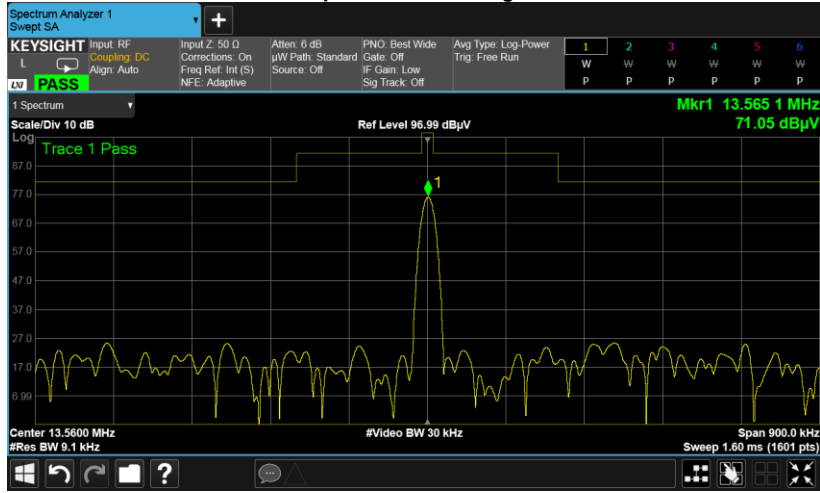 Spectrum Analyzer 1
Swept SA
+
KEYSIGHT
L
LXI PASS
Input: RF
Coupling: DC
Align: Auto
Input Z: 50 Ω
Corrections: On
Freq Ref: Int (S)
NFE: Adaptive
Atten: 6 dB
µW Path: Standard
Source: Off
PNO: Best Wide
Gate: Off
IF Gain: Low
Sig Track: Off
Avg Type: Log-Power
Trig: Free Run
1 2 3 4 5 6
W W W W W W
P P P P P P
1 Spectrum
Mkr1 13.565 1 MHz
Scale/Div 10 dB
Ref Level 96.99 dBµV
71.05 dBµV
Log
Trace 1 Pass
87.0
77.0
1
67.0
57.0
47.0
37.0
27.0
17.0
6.99
Center 13.5600 MHz
#Video BW 30 kHz
Span 900.0 kHz
#Res BW 9.1 kHz
Sweep 1.60 ms (1601 pts)
?